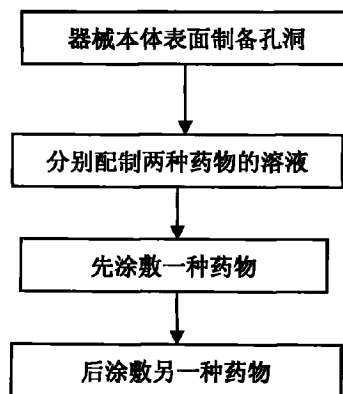 器械本体表面制备孔洞
分别配制两种药物的溶液
先涂敷一种药物
后涂敷另一种药物